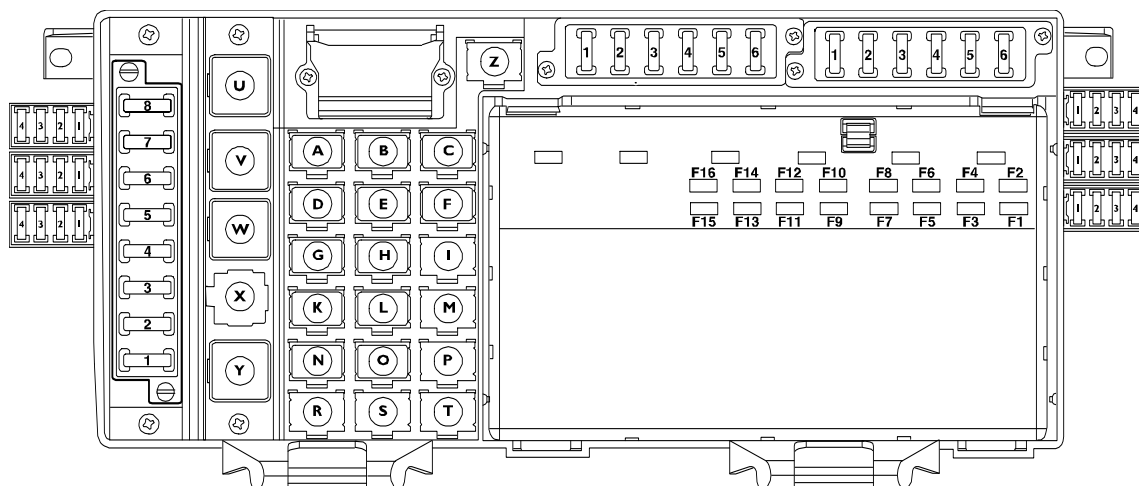 Z
1 2 3 4 5 6
1 2 3 4 5 6
8
7
6
5
4
3
2
1
U
V
W
X
Y
A B C
D E F
G H I
K L M
N O P
R S T
4 3 2 1
4 3 2 1
4 3 2 1
F16 F14 F12 F10 F8 F6 F4 F2
F15 F13 F11 F9 F7 F5 F3 F1
1 2 3 4
1 2 3 4
1 2 3 4